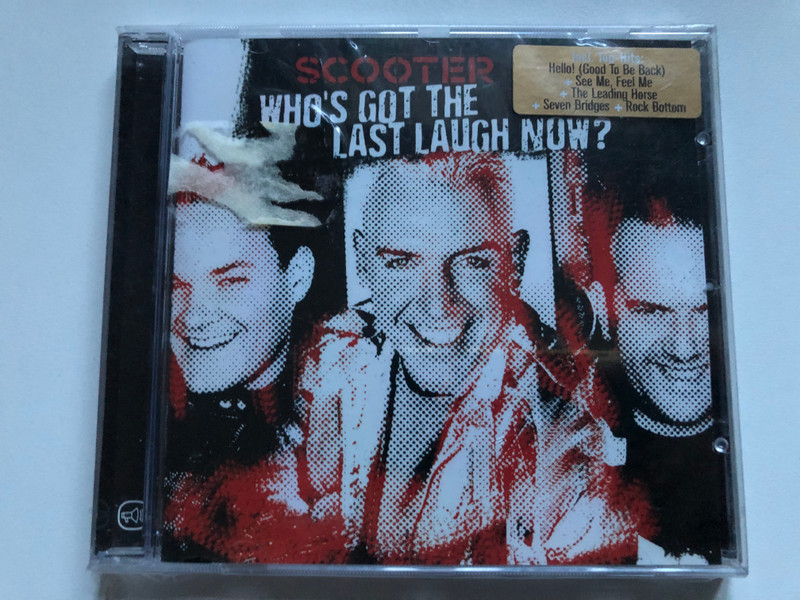 SCOOTER
WHO'S GOT THE
LAST LAUGH NOW?
Hello! (Good To Be Back)
+ See Me, Feel Me
+ The Leading Horse
+ Seven Bridges + Rock Bottom